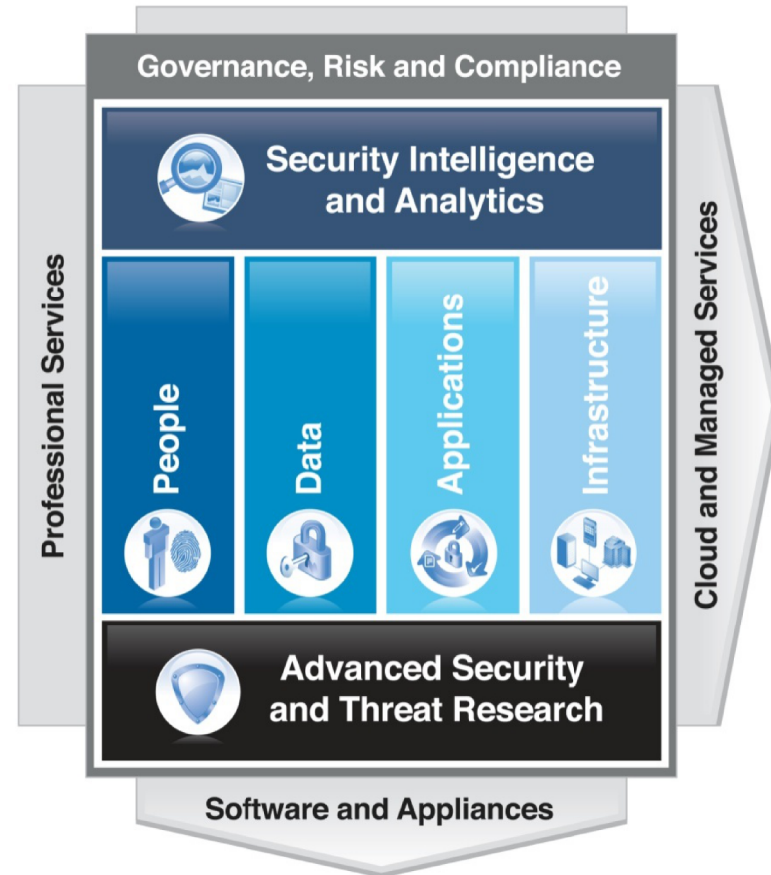 Governance, Risk and Compliance
Security Intelligence
and Analytics
Professional Services
People
Data
Applications
Infrastructure
Cloud and Managed Services
Advanced Security
and Threat Research
Software and Appliances